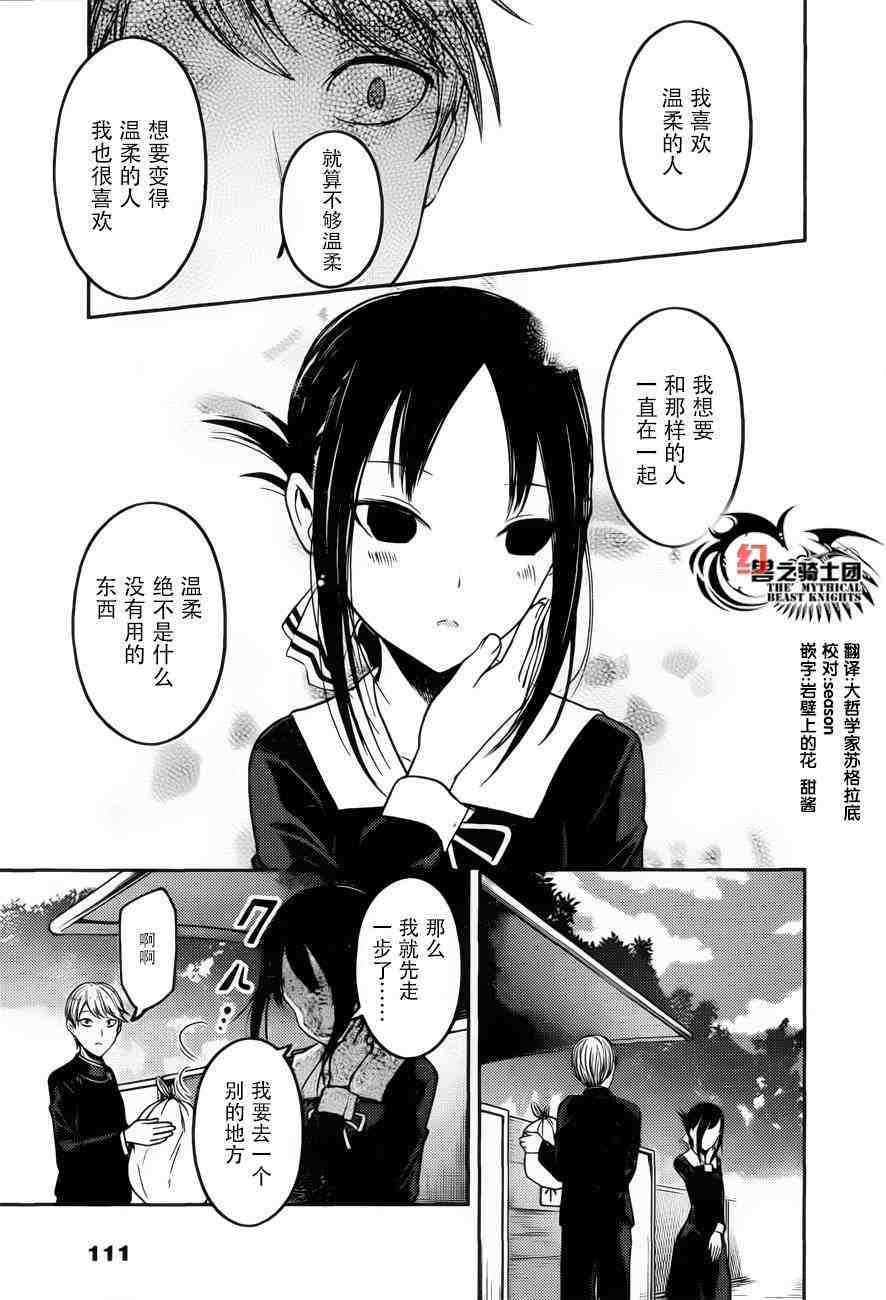 我喜欢
温柔的人
就算不够温柔
想要变得
温柔的人
我也很喜欢
我想要
和那样的人
一直在一起
温柔
绝不是什么
没有用的
东西
幻兽之骑士团
THE MYTHICAL
BEAST KNIGHTS
翻译:大哲学家苏格拉底
校对:season
嵌字:岩壁上的花 甜酱
那么
我就先走
一步了……
クルッ
我要去一个
别的地方
啊啊
111